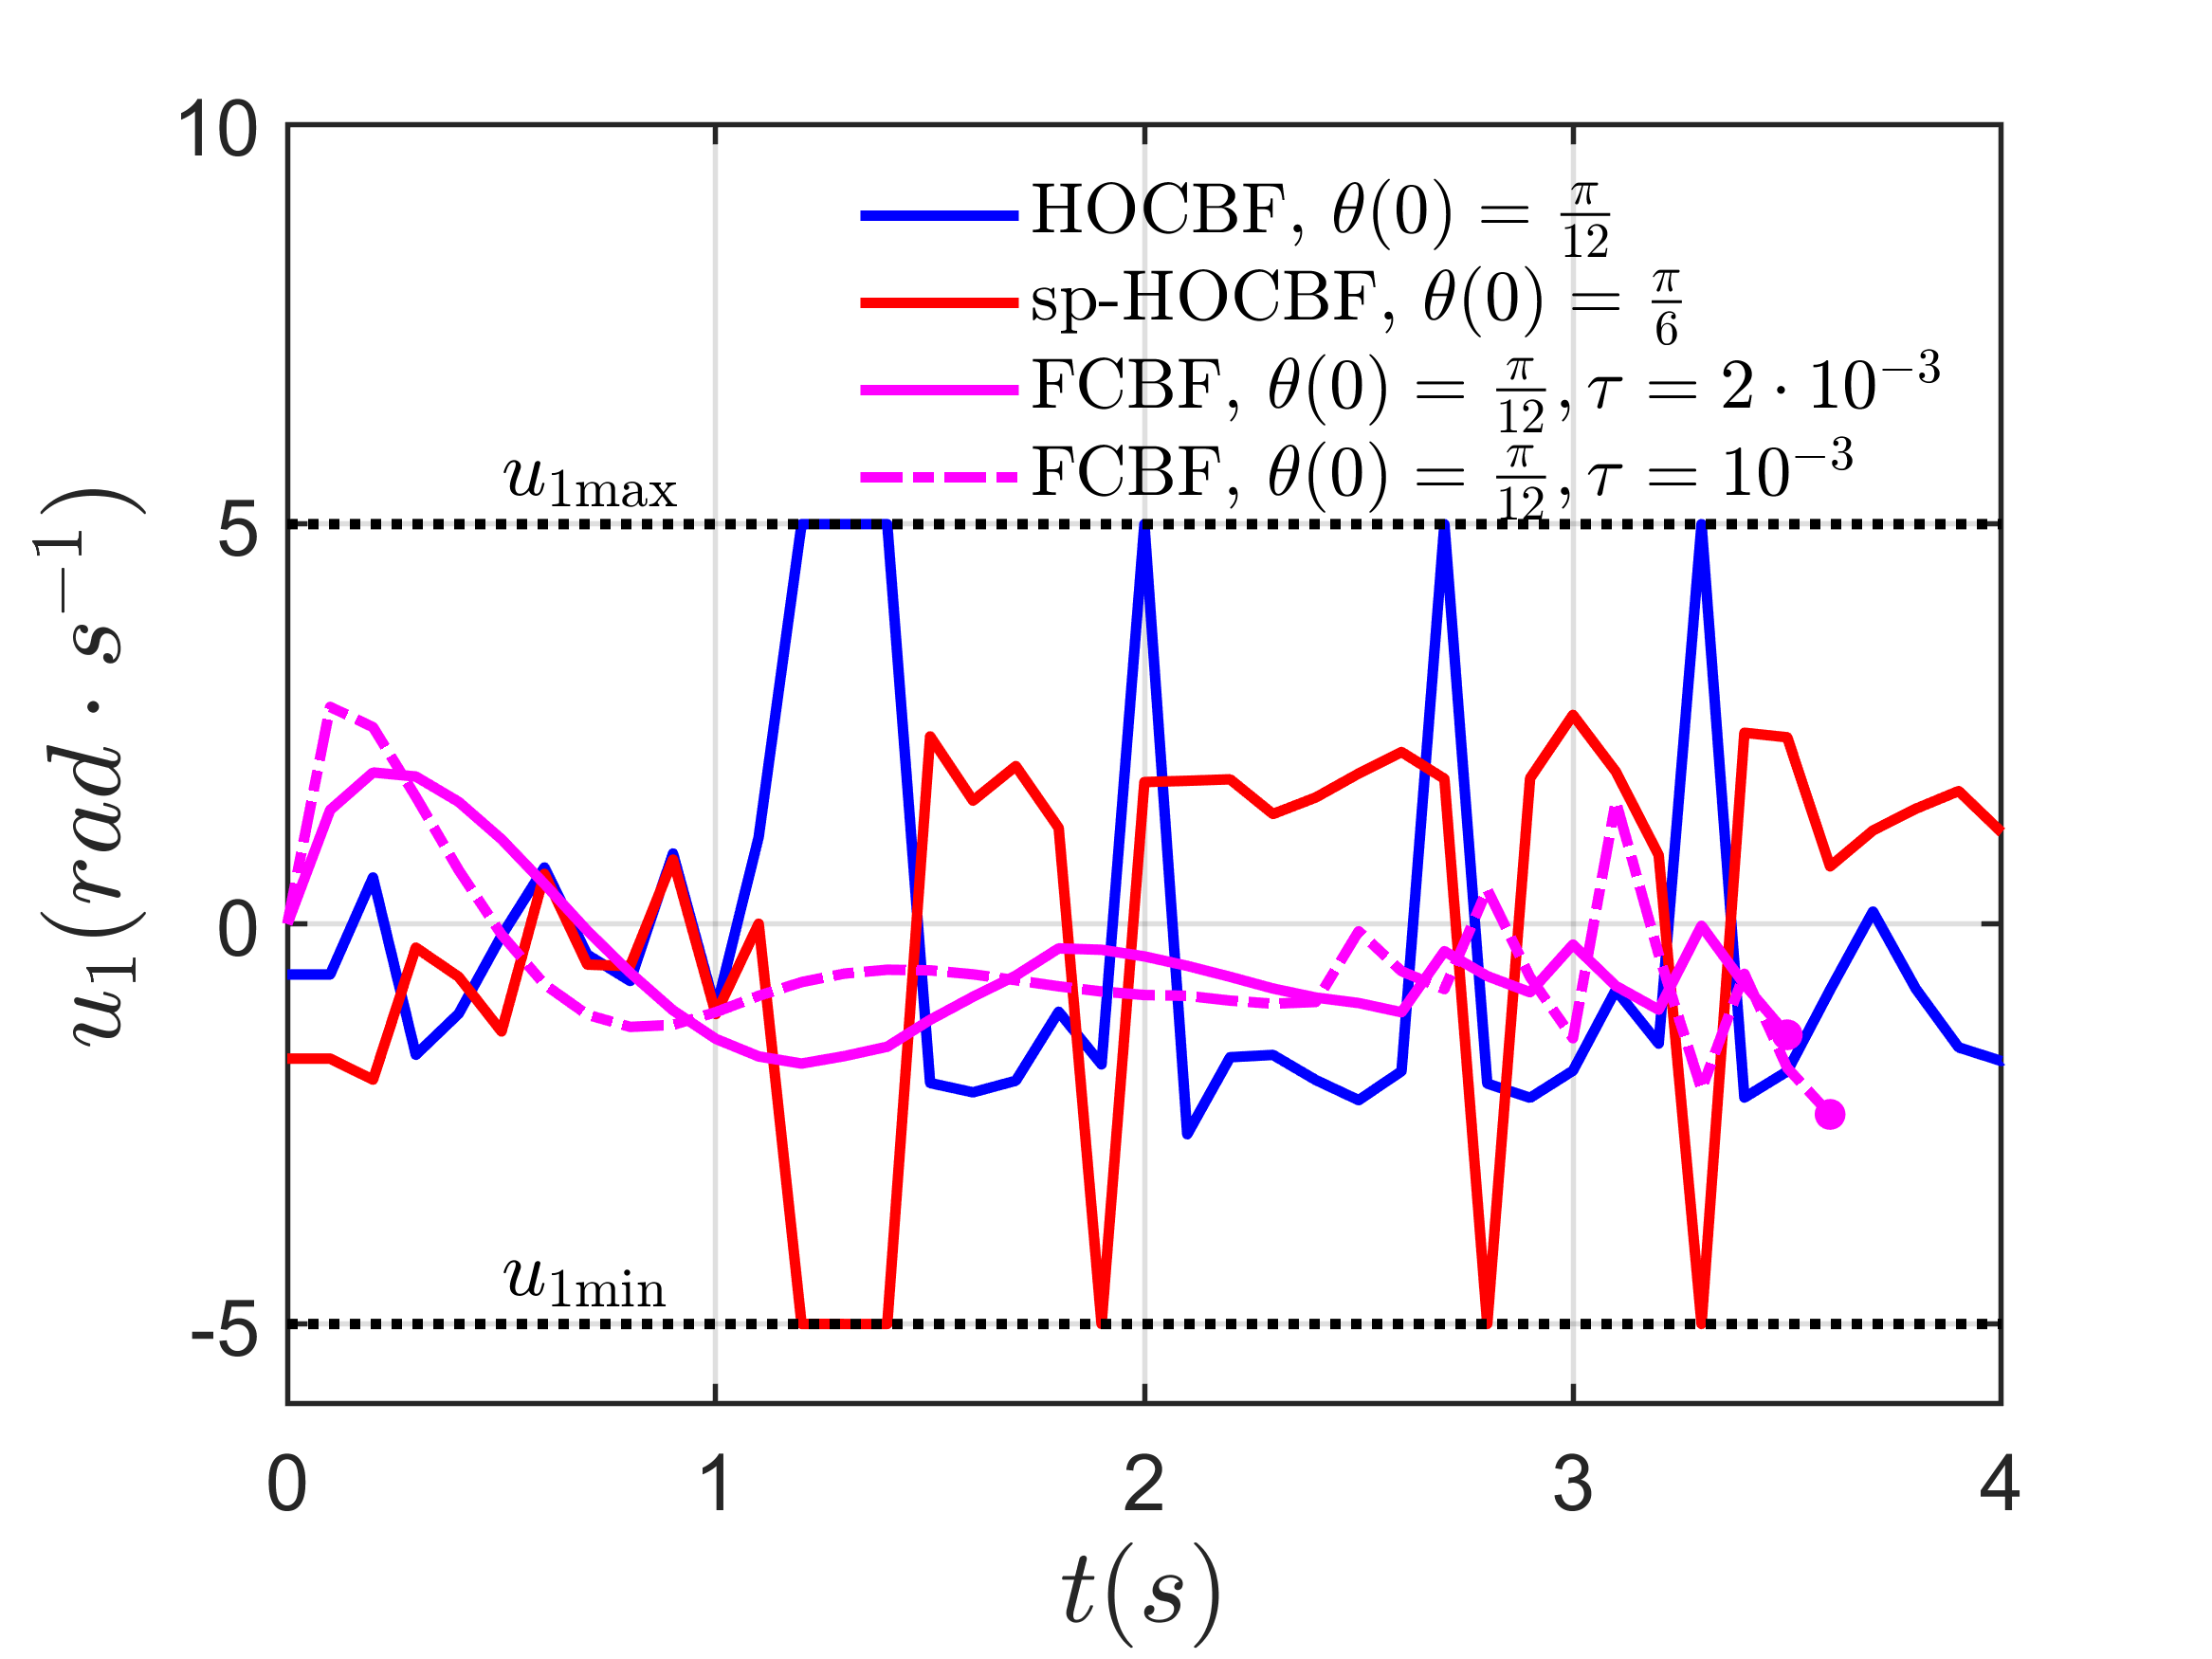 10
HOCBF, θ(0) = π/12
sp-HOCBF, θ(0) = π/6
FCBF, θ(0) = π/12, τ = 2 · 10⁻³
FCBF, θ(0) = π/12, τ = 10⁻³
u₁max
5
u₁(rad · s⁻¹)
0
u₁min
-5
0 1 2 3 4
t(s)